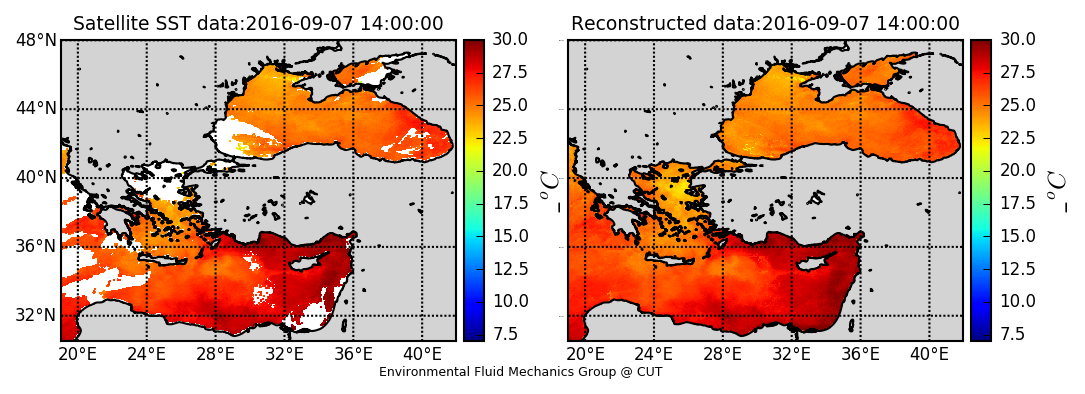 Satellite SST data:2016-09-07 14:00:00
48°N
44°N
40°N
36°N
32°N
20°E 24°E 28°E 32°E 36°E 40°E
30.0
27.5
25.0
22.5
20.0
17.5
15.0
12.5
10.0
7.5
_°C
Reconstructed data:2016-09-07 14:00:00
20°E 24°E 28°E 32°E 36°E 40°E
30.0
27.5
25.0
22.5
20.0
17.5
15.0
12.5
10.0
7.5
_°C
Environmental Fluid Mechanics Group @ CUT